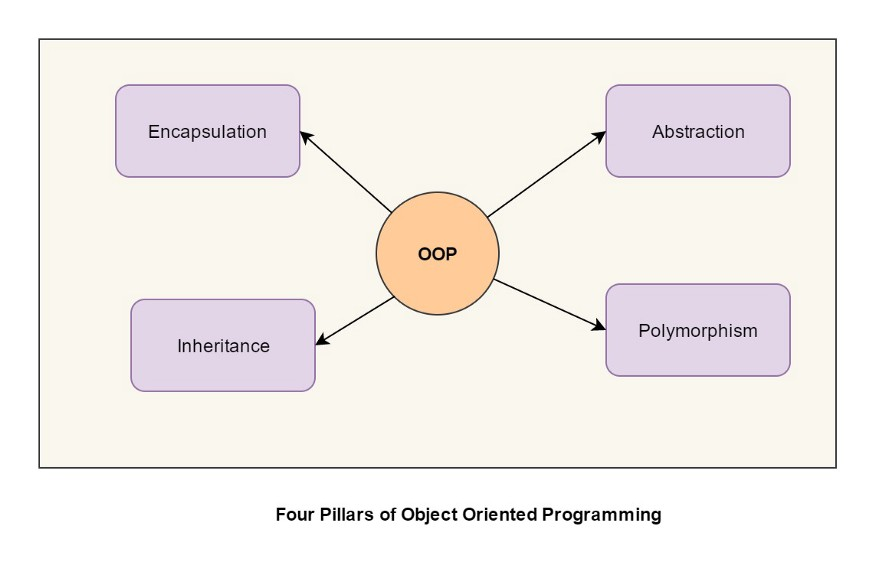 Encapsulation
Abstraction
OOP
Inheritance
Polymorphism
Four Pillars of Object Oriented Programming